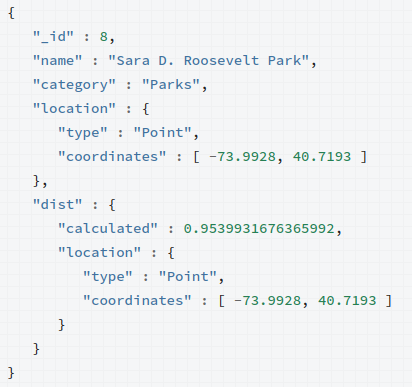 {
"_id" : 8,
"name" : "Sara D. Roosevelt Park",
"category" : "Parks",
"location" : {
"type" : "Point",
"coordinates" : [ -73.9928, 40.7193 ]
},
"dist" : {
"calculated" : 0.9539931676365992,
"location" : {
"type" : "Point",
"coordinates" : [ -73.9928, 40.7193 ]
}
}
}